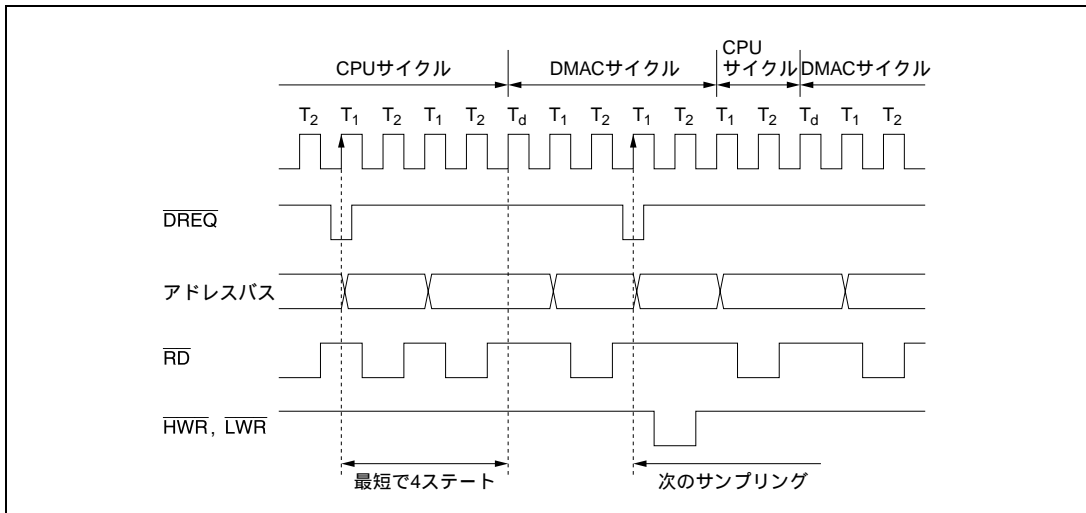 CPU
CPUサイクル DMACサイクル サイクル DMACサイクル
T2 T1 T2 T1 T2 Td T1 T2 T1 T2 T1 T2 Td T1 T2
DREQ
アドレスバス
RD
HWR, LWR
最短で4ステート 次のサンプリング